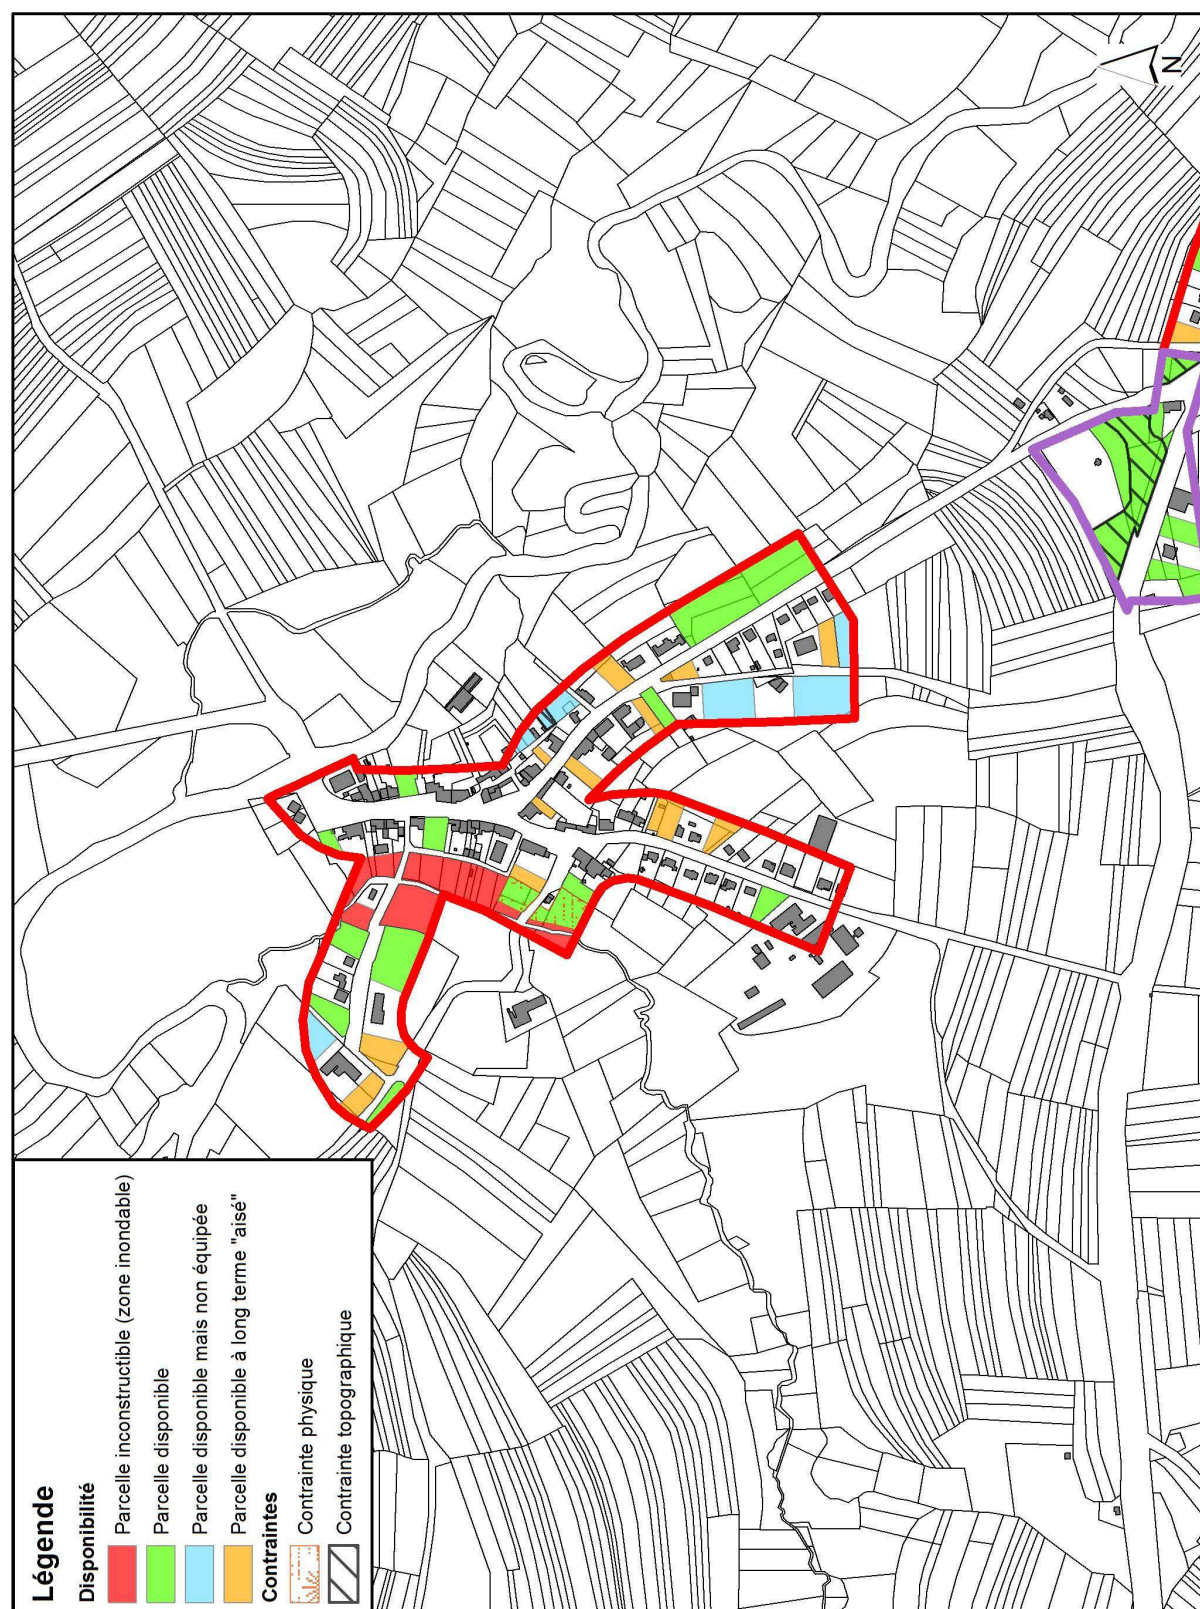 Légende
Disponibilité
Parcelle inconstructible (zone inondable)
Parcelle disponible
Parcelle disponible mais non équipée
Parcelle disponible à long terme "aisé"
Contraintes
Contrainte physique
Contrainte topographique
N